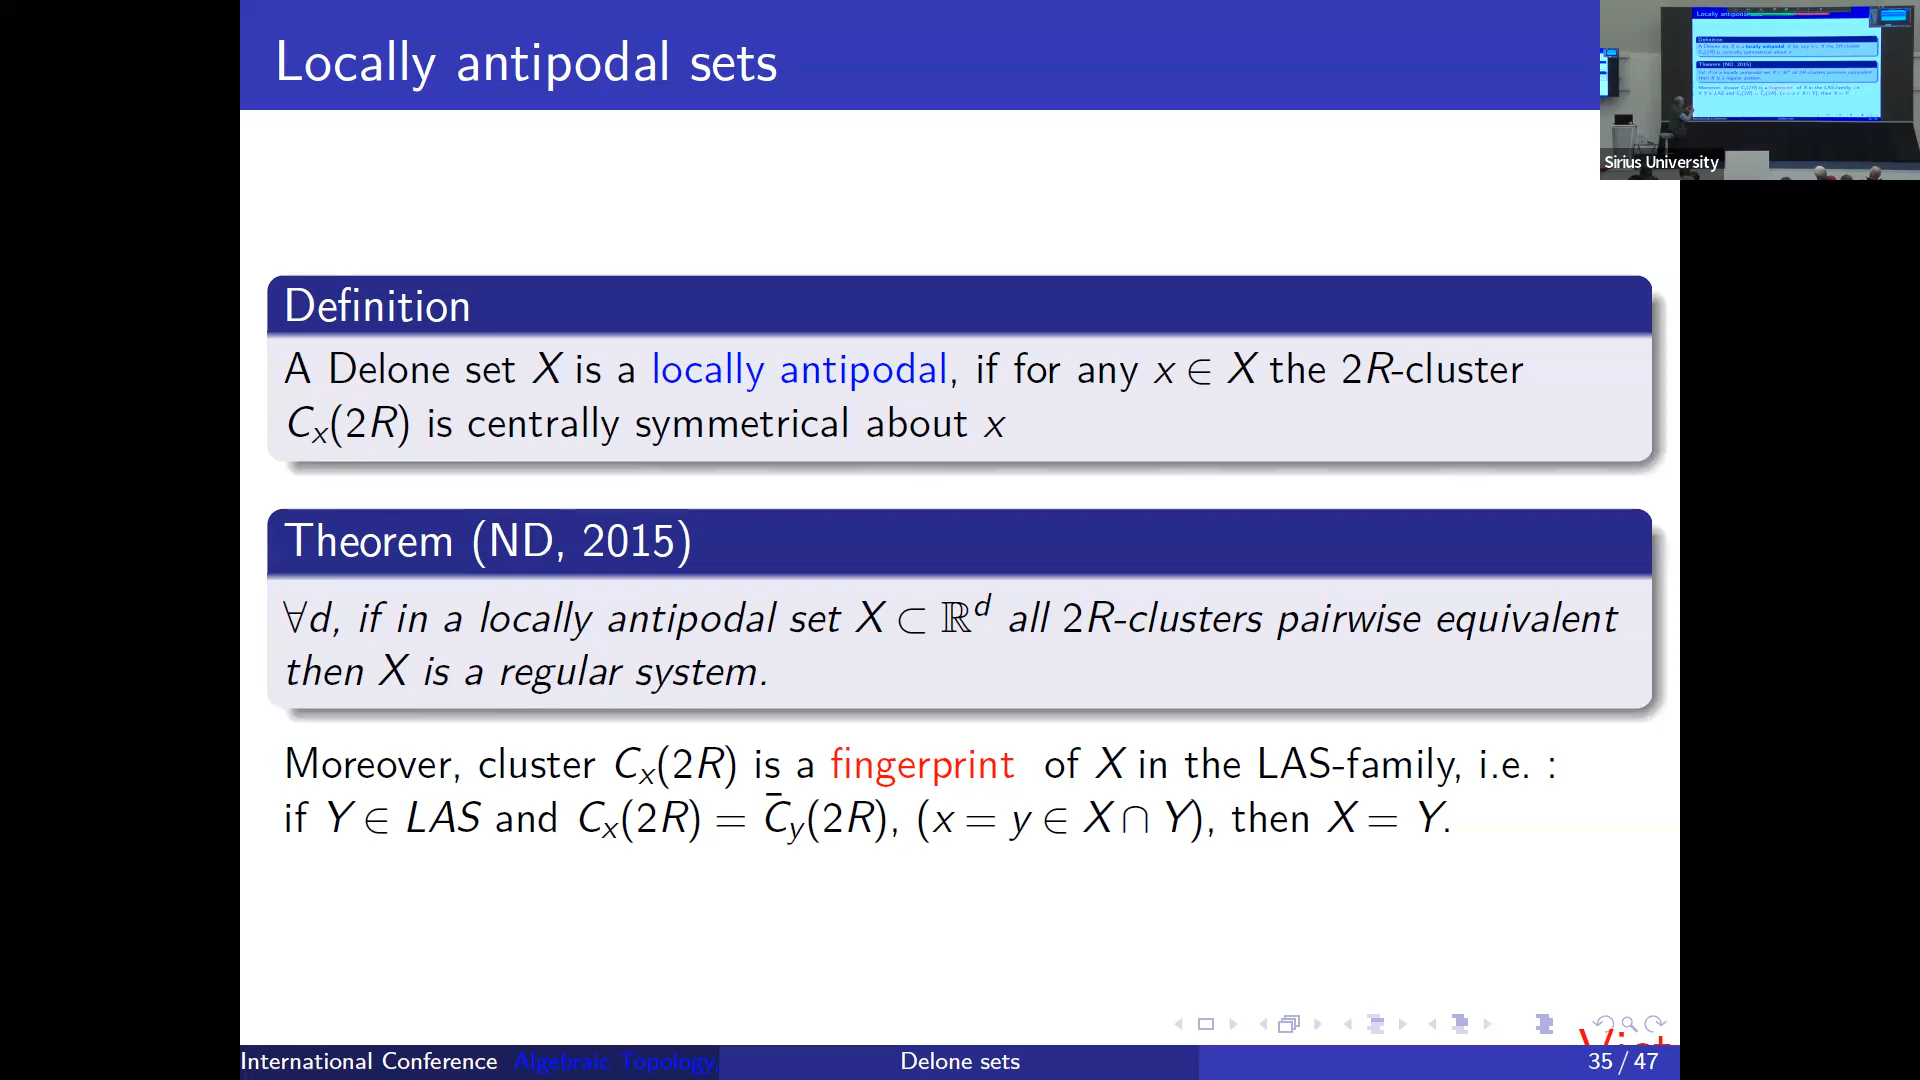 Locally antipodal sets
Sirius University
Definition
A Delone set X is a locally antipodal, if for any x ∈ X the 2R-cluster
Cₓ(2R) is centrally symmetrical about x
Theorem (ND, 2015)
∀d, if in a locally antipodal set X ⊂ ℝᵈ all 2R-clusters pairwise equivalent
then X is a regular system.
Moreover, cluster Cₓ(2R) is a fingerprint of X in the LAS-family, i.e. :
if Y ∈ LAS and Cₓ(2R) = C̄_y(2R), (x = y ∈ X ∩ Y), then X = Y.
International Conference Algebraic Topology,
Delone sets
35 / 47